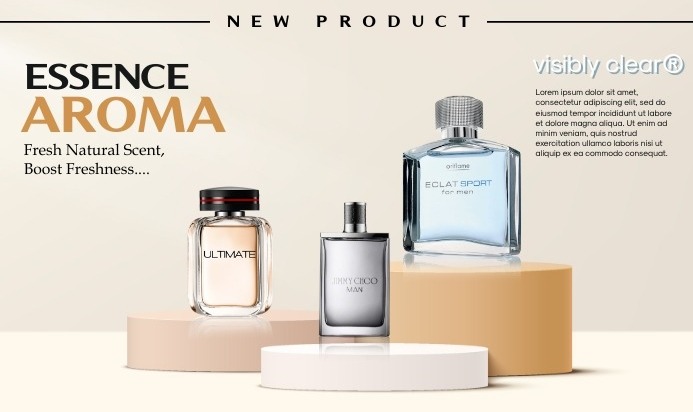 NEW PRODUCT
ESSENCE
AROMA
Fresh Natural Scent,
Boost Freshness....
visibly clear®
Lorem ipsum dolor sit amet,
consectetur adipiscing elit, sed do
eiusmod tempor incididunt ut labore
et dolore magna aliqua. Ut enim ad
minim veniam, quis nostrud
exercitation ullamco laboris nisi ut
aliquip ex ea commodo consequat.
oriflame
ECLAT SPORT
for men
ULTIMATE
JIMMY CHOO
MAN